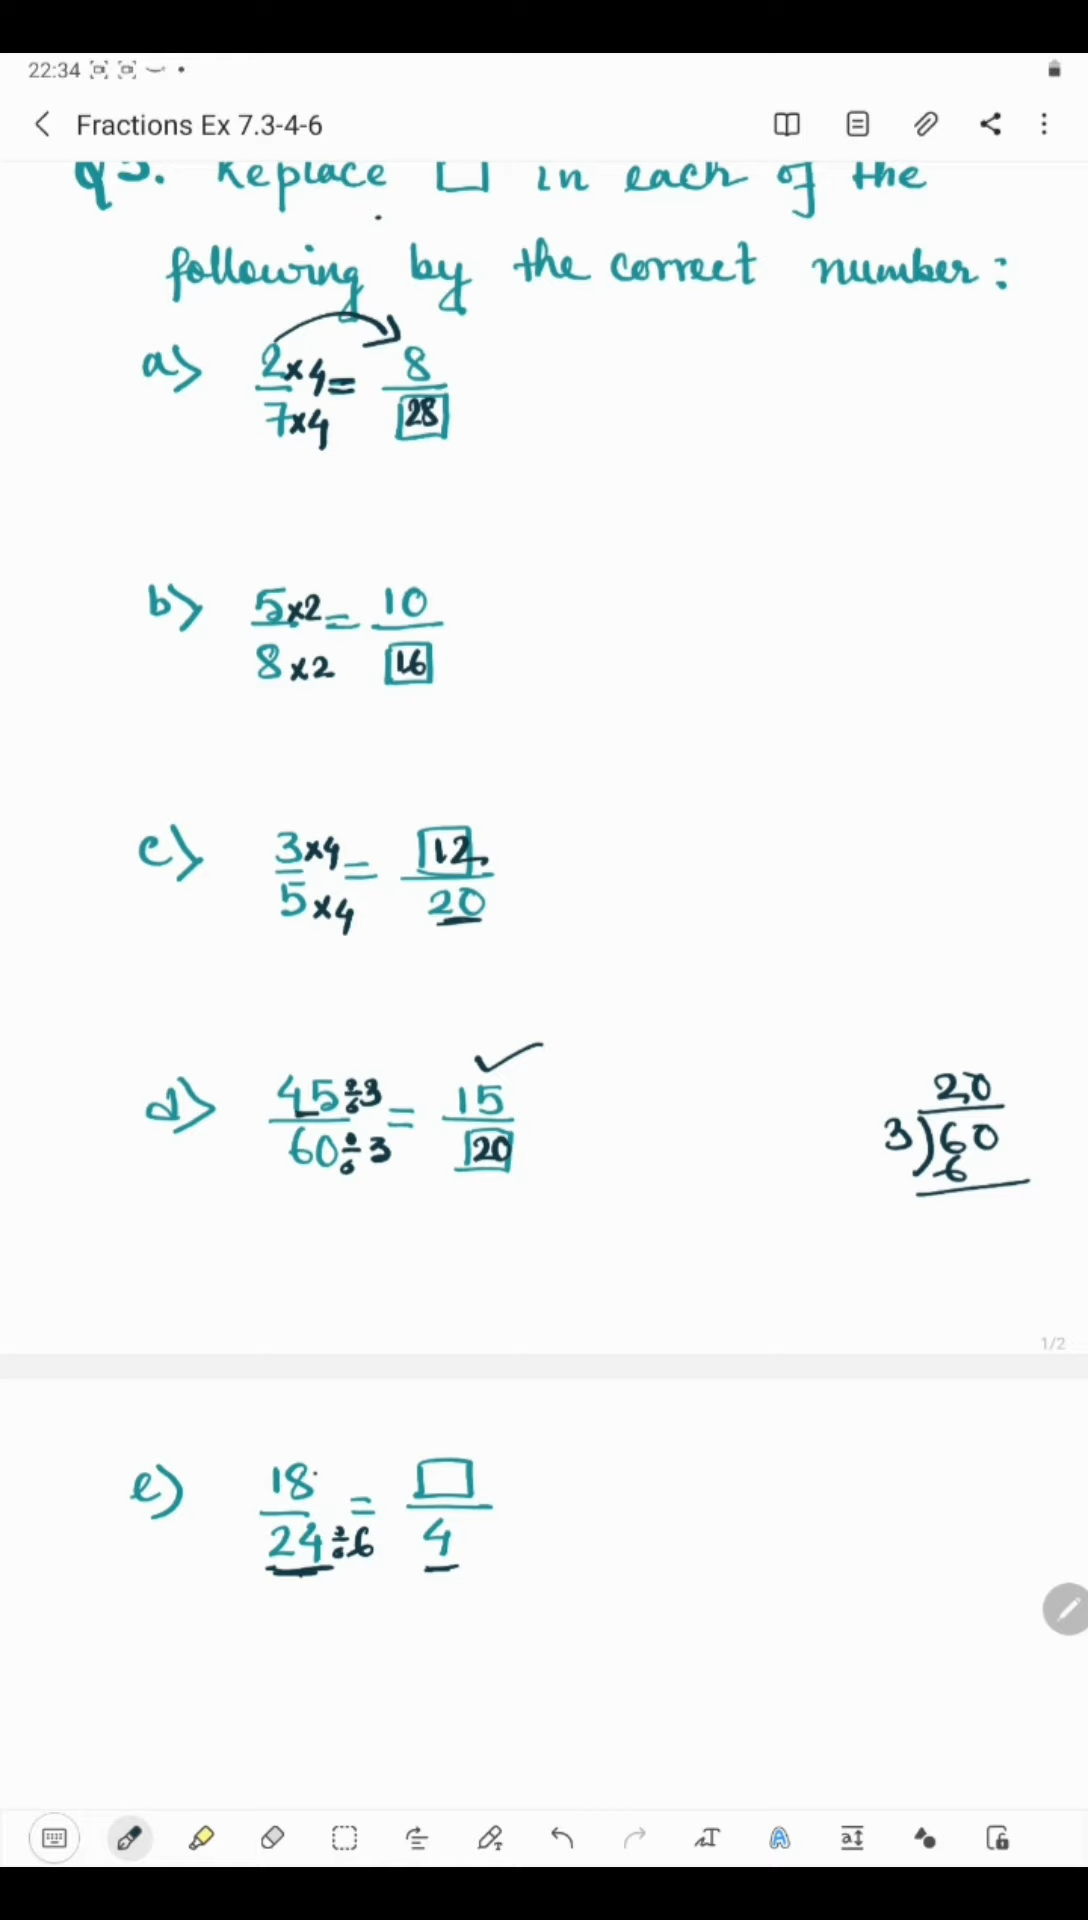 22:34
Fractions Ex 7.3-4-6
Q3. Replace □ in each of the
following by the correct number:
a) 2×4/7×4 = 8/28
b) 5×2/8×2 = 10/16
c) 3×4/5×4 = 12/20
d) 45÷3/60÷3 = 15/20 ✓
20
3)60
6
1/2
e) 18/24÷6 = □/4